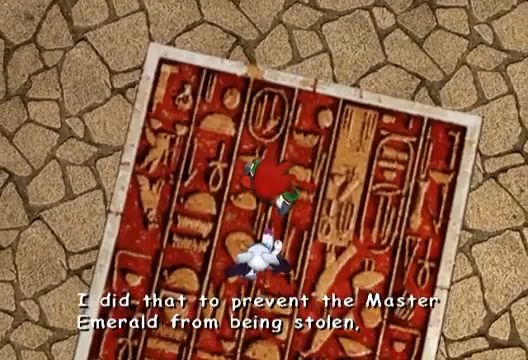 I did that to prevent the Master
Emerald from being stolen,